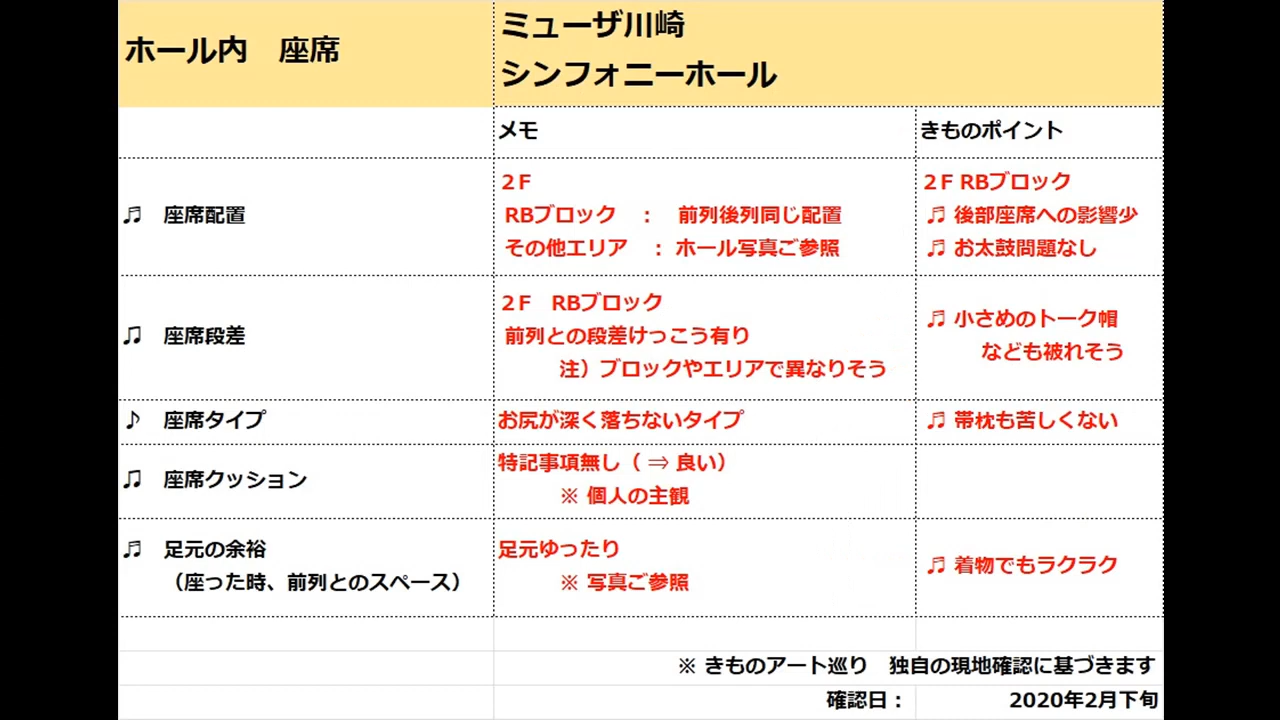 ホール内　座席
ミューザ川崎
シンフォニーホール
メモ
きものポイント
♬　座席配置
２F
RBブロック　：　前列後列同じ配置
その他エリア　：ホール写真ご参照
２F RBブロック
♬ 後部座席への影響少
♬ お太鼓問題なし
♫　座席段差
２F　RBブロック
前列との段差けっこう有り
注）ブロックやエリアで異なりそう
♬ 小さめのトーク帽
なども被れそう
♪　座席タイプ
お尻が深く落ちないタイプ
♬ 帯枕も苦しくない
♫　座席クッション
特記事項無し（ ⇒ 良い）
※ 個人の主観
♬　足元の余裕
（座った時、前列とのスペース）
足元ゆったり
※ 写真ご参照
♬ 着物でもラクラク
※ きものアート巡り　独自の現地確認に基づきます
確認日：　2020年2月下旬